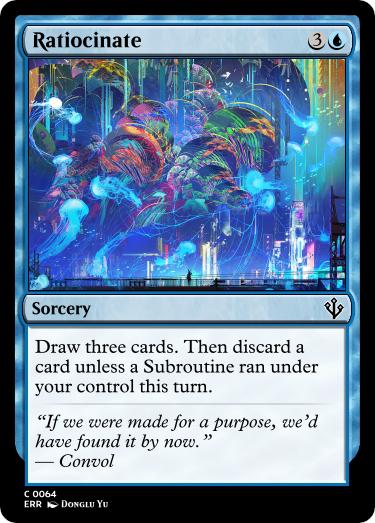 Ratiocinate 3
Sorcery
Draw three cards. Then discard a
card unless a Subroutine ran under
your control this turn.
“If we were made for a purpose, we’d
have found it by now.”
— Convol
C 0064
ERR Donglu Yu